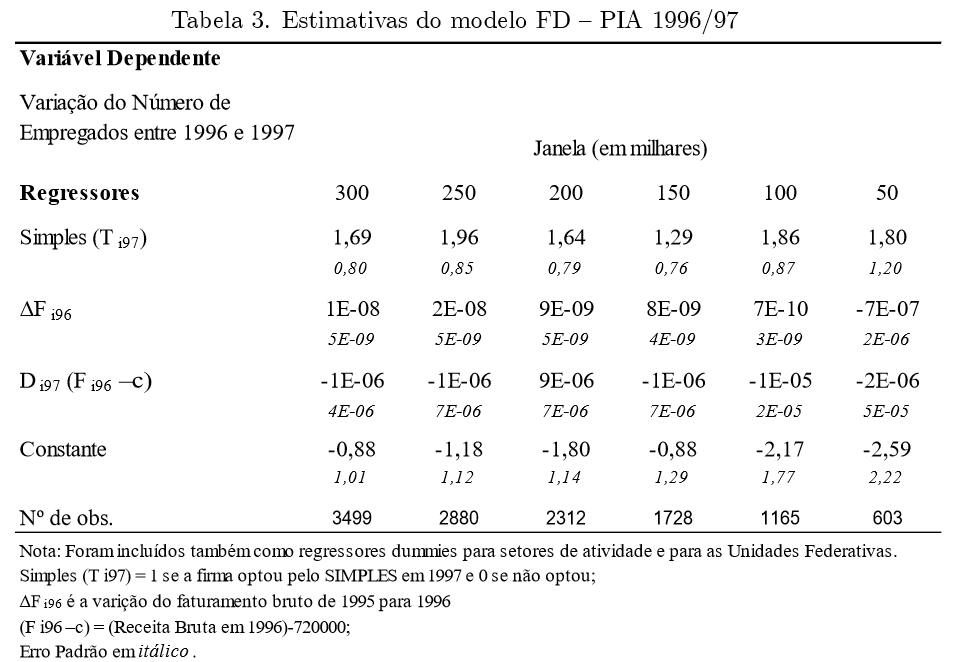 Tabela 3. Estimativas do modelo FD – PIA 1996/97
Variável Dependente
Variação do Número de
Empregados entre 1996 e 1997
Janela (em milhares)
Regressores 300 250 200 150 100 50
Simples (T i97) 1,69 1,96 1,64 1,29 1,86 1,80
0,80 0,85 0,79 0,76 0,87 1,20
ΔF i96 1E-08 2E-08 9E-09 8E-09 7E-10 -7E-07
5E-09 5E-09 5E-09 4E-09 3E-09 2E-06
D i97 (F i96 –c) -1E-06 -1E-06 9E-06 -1E-06 -1E-05 -2E-06
4E-06 7E-06 7E-06 7E-06 2E-05 5E-05
Constante -0,88 -1,18 -1,80 -0,88 -2,17 -2,59
1,01 1,12 1,14 1,29 1,77 2,22
Nº de obs. 3499 2880 2312 1728 1165 603
Nota: Foram incluídos também como regressores dummies para setores de atividade e para as Unidades Federativas.
Simples (T i97) = 1 se a firma optou pelo SIMPLES em 1997 e 0 se não optou;
ΔF i96 é a varição do faturamento bruto de 1995 para 1996
(F i96 –c) = (Receita Bruta em 1996)-720000;
Erro Padrão em itálico .